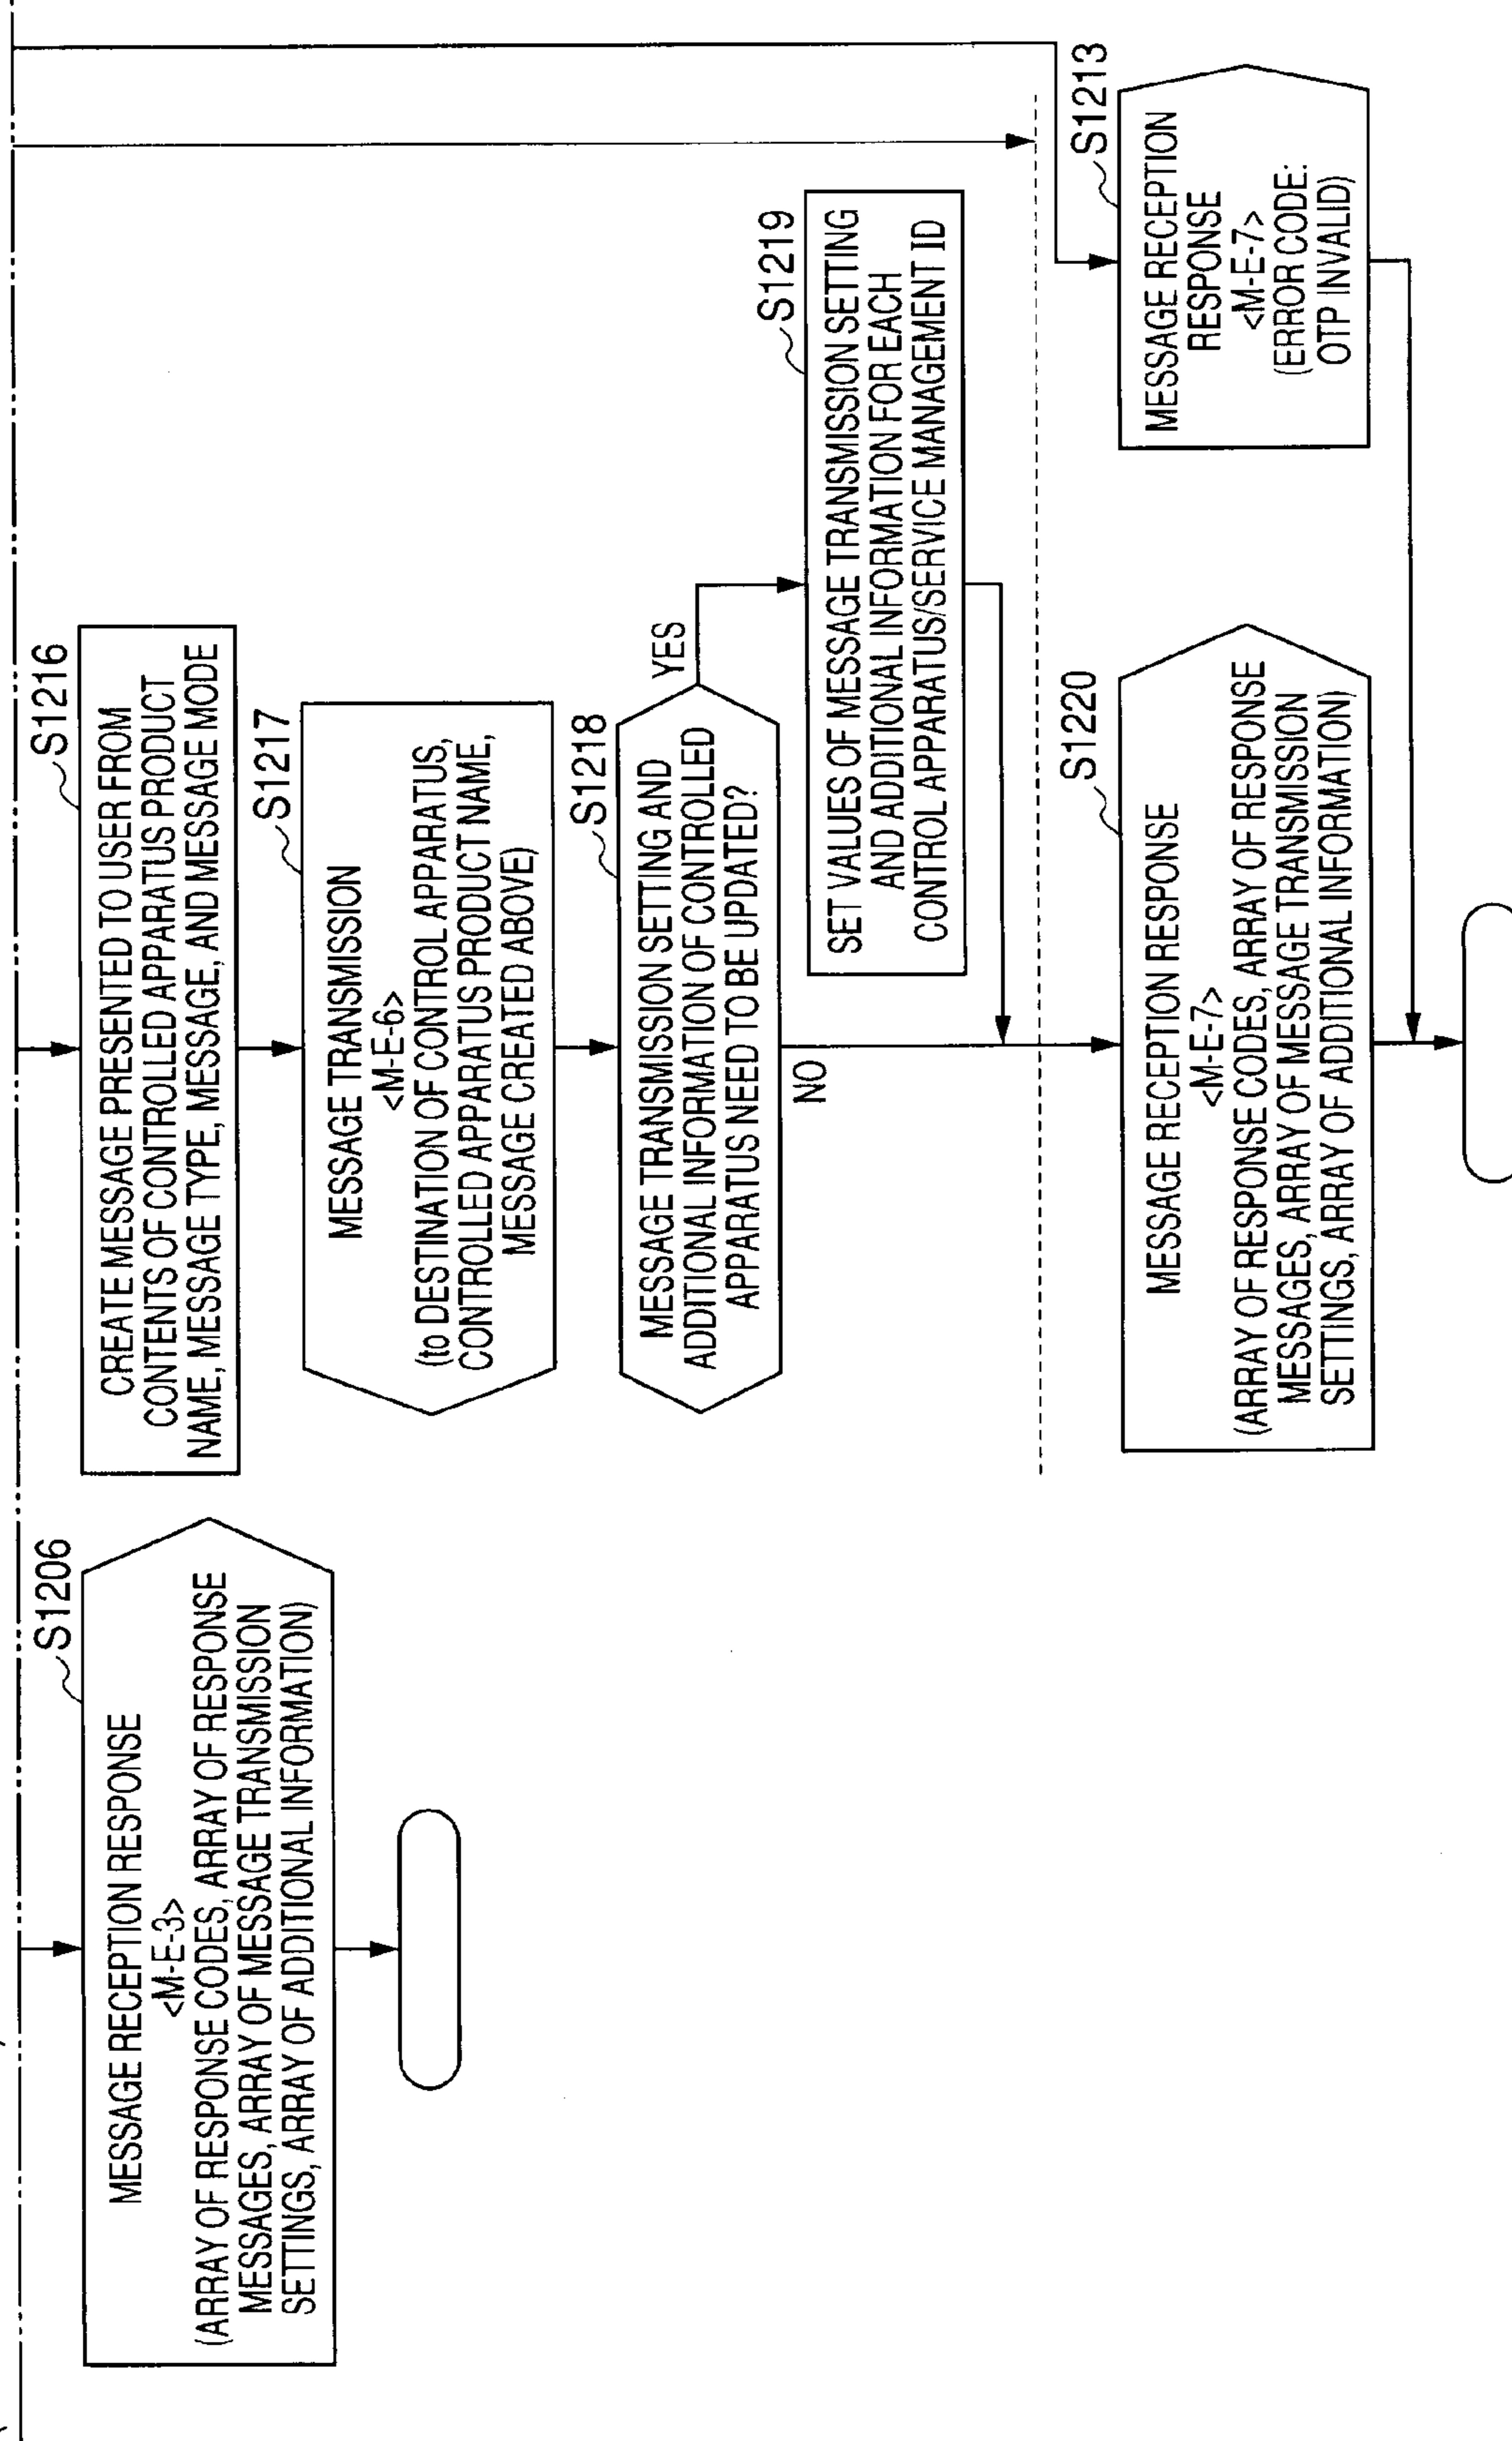 S1206
MESSAGE RECEPTION RESPONSE
<M-E-3>
(ARRAY OF RESPONSE CODES, ARRAY OF RESPONSE
MESSAGES, ARRAY OF MESSAGE TRANSMISSION
SETTINGS, ARRAY OF ADDITIONAL INFORMATION)
S1216
CREATE MESSAGE PRESENTED TO USER FROM
CONTENTS OF CONTROLLED APPARATUS PRODUCT
NAME, MESSAGE TYPE, MESSAGE, AND MESSAGE MODE
S1217
MESSAGE TRANSMISSION
<M-E-6>
(to DESTINATION OF CONTROL APPARATUS,
CONTROLLED APPARATUS PRODUCT NAME,
MESSAGE CREATED ABOVE)
S1218
MESSAGE TRANSMISSION SETTING AND
ADDITIONAL INFORMATION OF CONTROLLED
APPARATUS NEED TO BE UPDATED?
YES
NO
S1219
SET VALUES OF MESSAGE TRANSMISSION SETTING
AND ADDITIONAL INFORMATION FOR EACH
CONTROL APPARATUS/SERVICE MANAGEMENT ID
S1220
MESSAGE RECEPTION RESPONSE
<M-E-7>
(ARRAY OF RESPONSE CODES, ARRAY OF RESPONSE
MESSAGES, ARRAY OF MESSAGE TRANSMISSION
SETTINGS, ARRAY OF ADDITIONAL INFORMATION)
S1213
MESSAGE RECEPTION
RESPONSE
<M-E-7>
(ERROR CODE:
OTP INVALID)